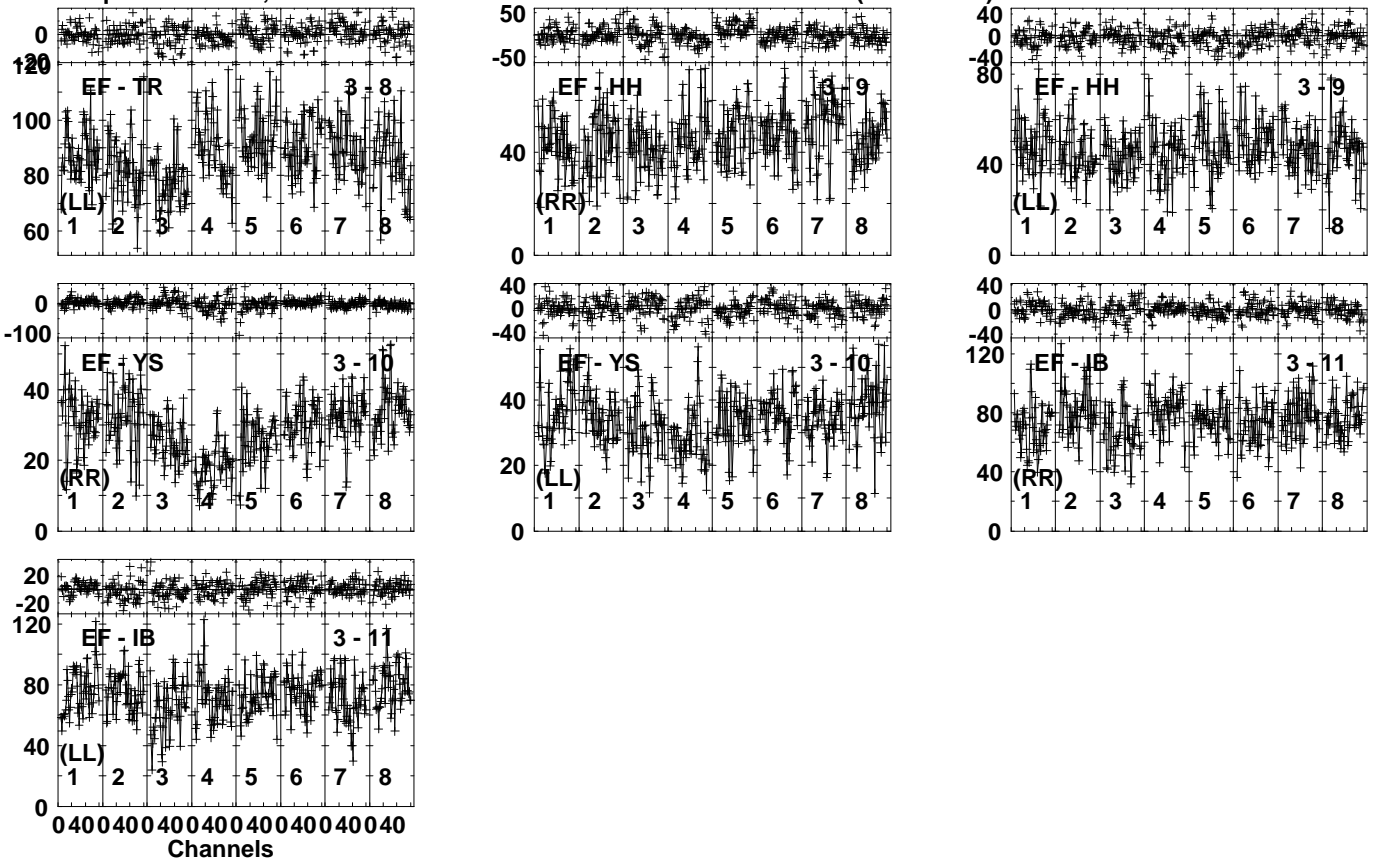 0
-20
120
EF - TR 3 - 8
100
80
(LL)
60
1 2 3 4 5 6 7 8
50
-50
EF - HH 3 - 9
40
(RR)
1 2 3 4 5 6 7 8
0
40
0
-40
80
EF - HH 3 - 9
40
(LL)
1 2 3 4 5 6 7 8
0
0
-100
EF - YS 3 - 10
40
20
(RR)
1 2 3 4 5 6 7 8
0
40
0
-40
EF - YS 3 - 10
40
20
(LL)
1 2 3 4 5 6 7 8
0
40
0
-40
120
EF - IB 3 - 11
80
40
(RR)
1 2 3 4 5 6 7 8
0
20
-20
120
EF - IB 3 - 11
80
40
(LL)
1 2 3 4 5 6 7 8
0
0 40 0 40 0 40 0 40 0 40 0 40 0 40 0 40
Channels